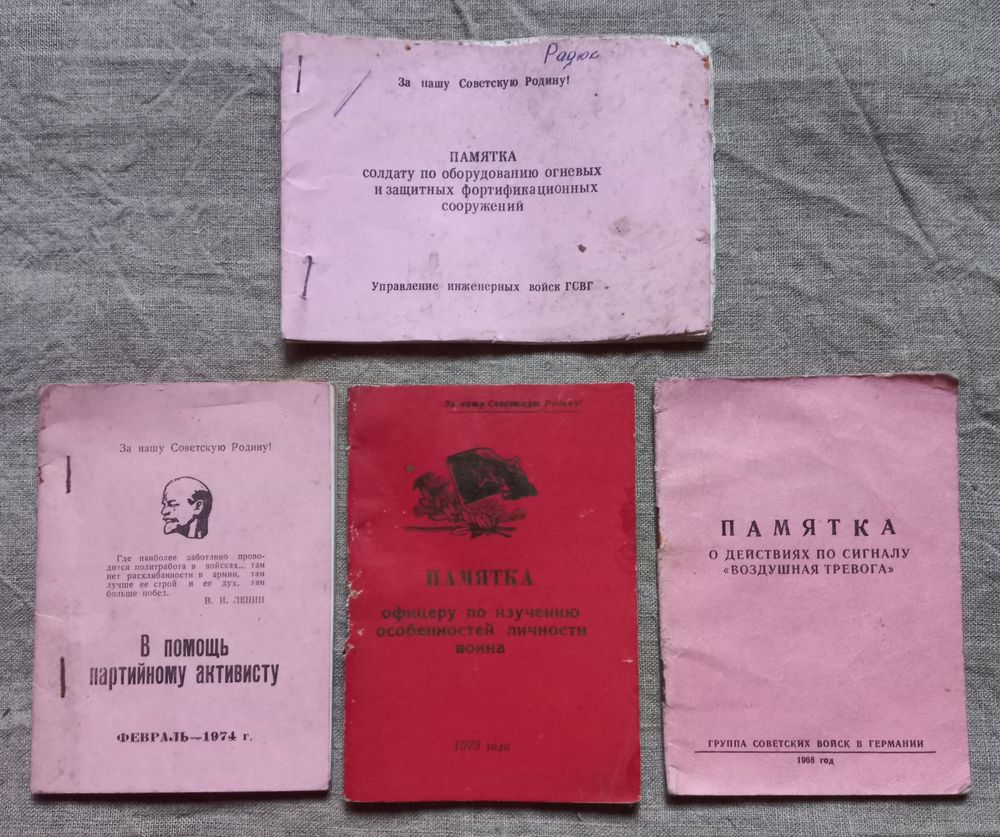 Радюк
За нашу Советскую Родину!
ПАМЯТКА
солдату по оборудованию огневых
и защитных фортификационных
сооружений
Управление инженерных войск ГСВГ
За нашу Советскую Родину!
Где наиболее заботливо прово-
дится политработа в войсках... там
нет расхлябанности в армии, там
лучше ее строй и ее дух, там
больше побед.
В. И. ЛЕНИН
В помощь
партийному активисту
ФЕВРАЛЬ—1974 г.
За нашу Советскую Родину!
ПАМЯТКА
офицеру по изучению
особенностей личности
воина
1973 года
ПАМЯТКА
О ДЕЙСТВИЯХ ПО СИГНАЛУ
«ВОЗДУШНАЯ ТРЕВОГА»
ГРУППА СОВЕТСКИХ ВОЙСК В ГЕРМАНИИ
1968 год